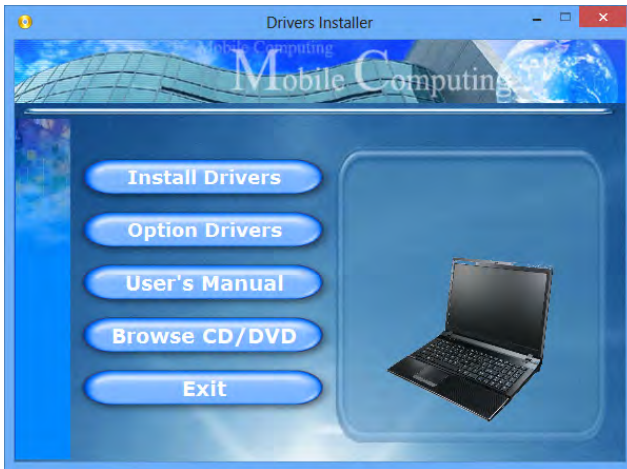 Drivers Installer
Mobile Computing
Mobile Computing
Install Drivers
Option Drivers
User's Manual
Browse CD/DVD
Exit